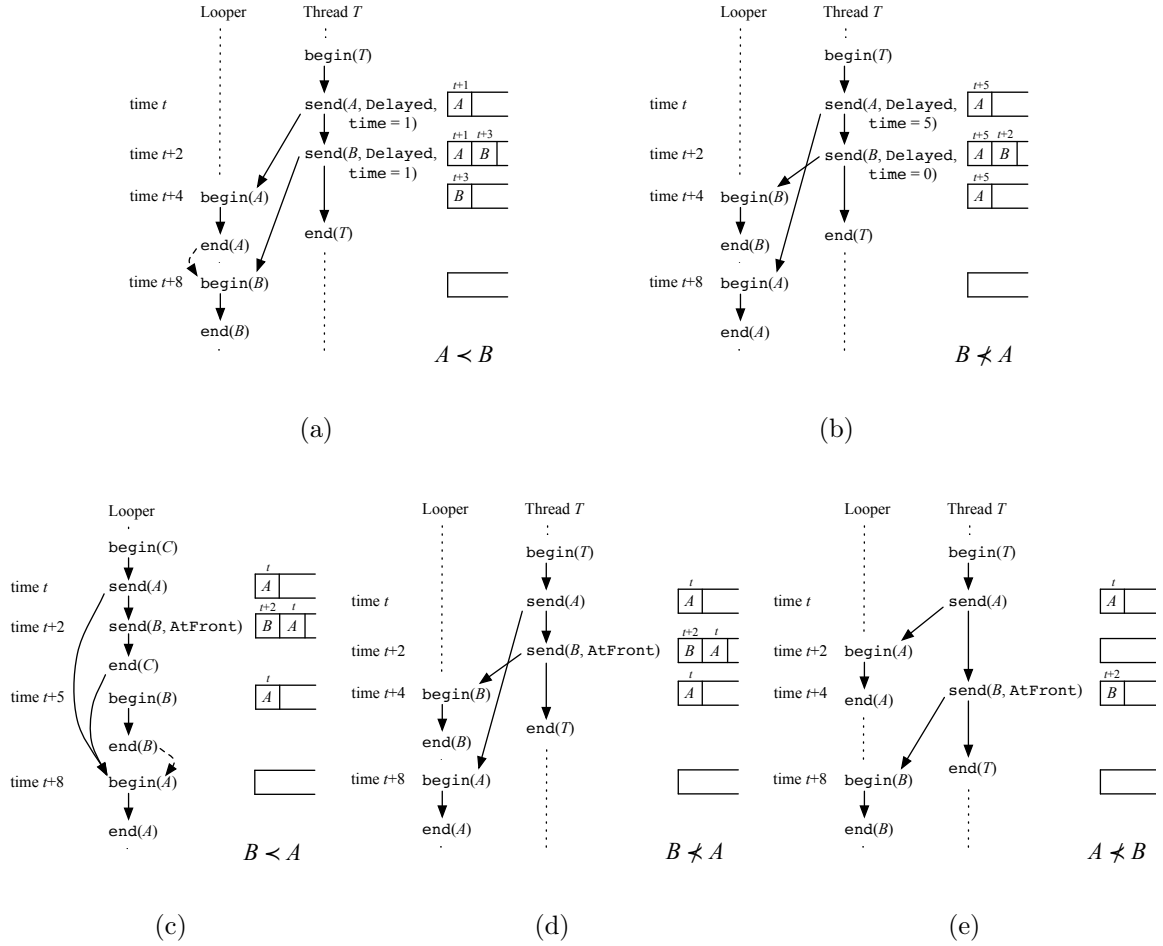 Looper Thread T
begin(T)
t+1
time t send(A, Delayed, A
time = 1)
t+1 t+3
time t+2 send(B, Delayed, A B
time = 1)
t+3
time t+4 begin(A) B
end(T)
end(A)
time t+8 begin(B)
end(B)
A ≺ B
(a)
Looper Thread T
begin(T)
t+5
time t send(A, Delayed, A
time = 5)
t+5 t+2
time t+2 send(B, Delayed, A B
time = 0)
t+5
time t+4 begin(B) A
end(T)
end(B)
time t+8 begin(A)
end(A)
B ⊀ A
(b)
Looper
begin(C)
t
time t send(A) A
t+2 t
time t+2 send(B, AtFront) B A
end(C)
t
time t+5 begin(B) A
end(B)
time t+8 begin(A)
end(A)
B ≺ A
(c)
Looper Thread T
begin(T)
t
time t send(A) A
t+2 t
time t+2 send(B, AtFront) B A
t
time t+4 begin(B) A
end(T)
end(B)
time t+8 begin(A)
end(A)
B ⊀ A
(d)
Looper Thread T
begin(T)
t
time t send(A) A
time t+2 begin(A)
t+2
time t+4 end(A) send(B, AtFront) B
end(T)
time t+8 begin(B)
end(B)
A ⊀ B
(e)